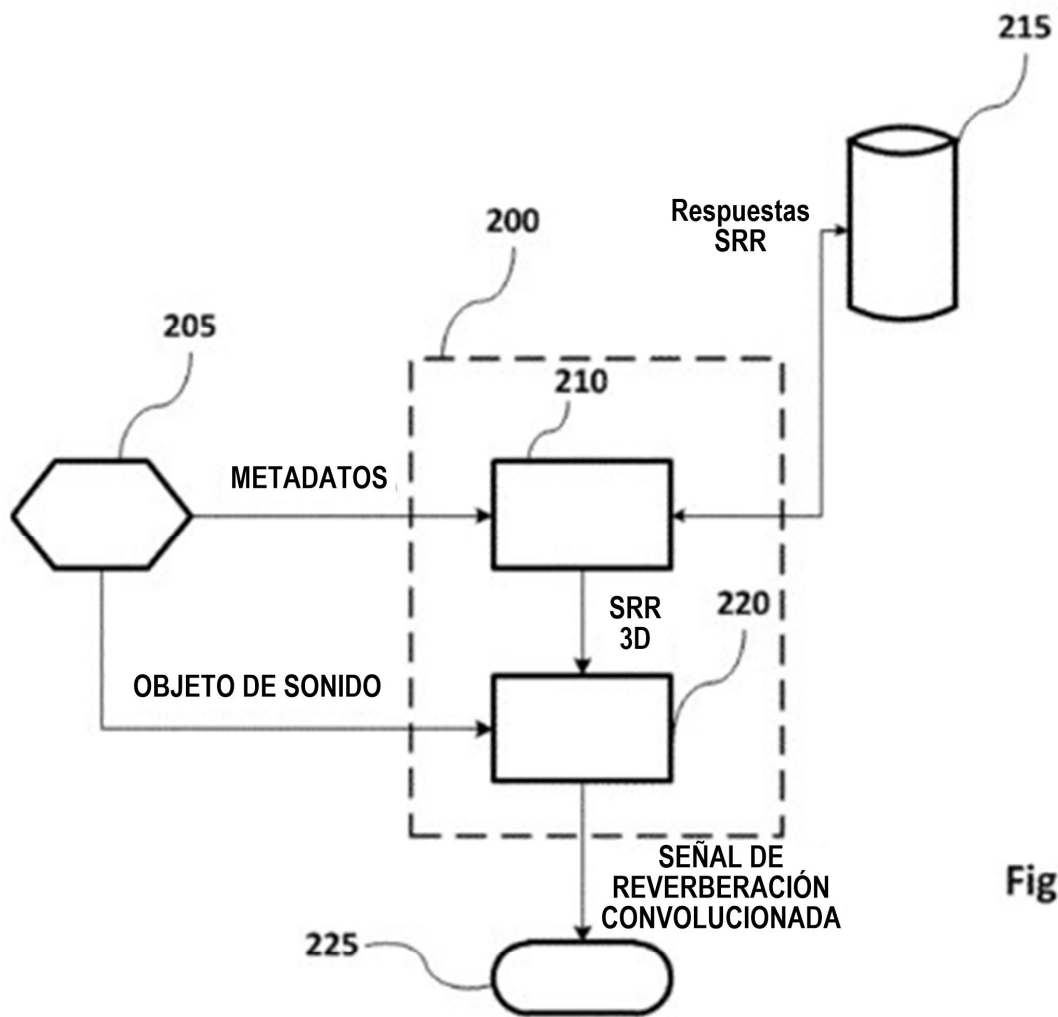 215
Respuestas
SRR
200
205
210
METADATOS
SRR
3D
220
OBJETO DE SONIDO
SEÑAL DE
REVERBERACIÓN
CONVOLUCIONADA
Fig
225